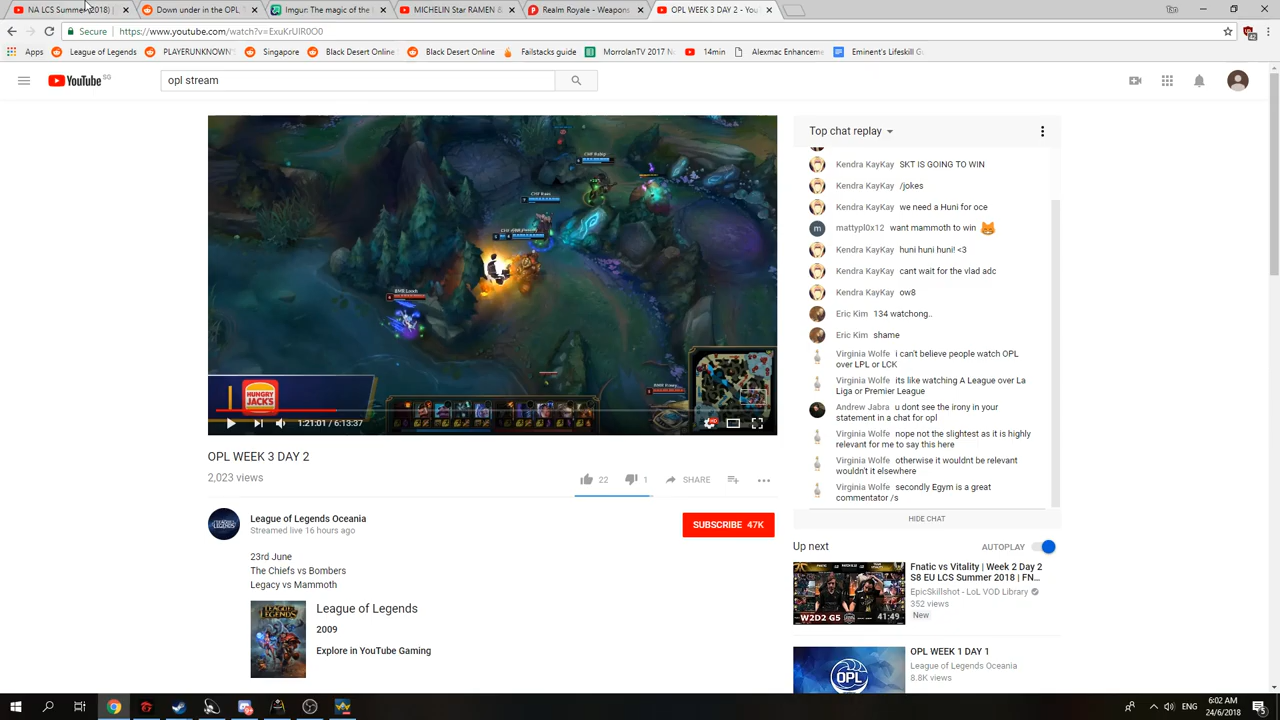 NA LCS Summer 2018) |
Down under in the OPL
Imgur: The magic of the I
MICHELIN Star RAMEN &
Realm Royale - Weapons
OPL WEEK 3 DAY 2 - You
Secure https://www.youtube.com/watch?v=ExuKrUIR0O0
Apps League of Legends PLAYERUNKNOWN' Singapore Black Desert Online Black Desert Online Failstacks guide MorrolanTV 2017 N 14min Alexmac Enhanceme Eminent's Lifeskill Gu
YouTube SG
opl stream
HUNGRY
JACK'S
1:21:01 / 6:13:37
OPL WEEK 3 DAY 2
2,023 views
22 1 SHARE
League of Legends Oceania
Streamed live 16 hours ago
SUBSCRIBE 47K
23rd June
The Chiefs vs Bombers
Legacy vs Mammoth
League of Legends
2009
Explore in YouTube Gaming
Top chat replay
Kendra KayKay SKT IS GOING TO WIN
Kendra KayKay /jokes
Kendra KayKay we need a Huni for oce
mattypl0x12 want mammoth to win
Kendra KayKay huni huni huni! <3
Kendra KayKay cant wait for the vlad adc
Kendra KayKay ow8
Eric Kim 134 watchong..
Eric Kim shame
Virginia Wolfe i can't believe people watch OPL
over LPL or LCK
Virginia Wolfe its like watching A League over La
Liga or Premier League
Andrew Jabra u dont see the irony in your
statement in a chat for opl
Virginia Wolfe nope not the slightest as it is highly
relevant for me to say this here
Virginia Wolfe otherwise it wouldnt be relevant
wouldn't it elsewhere
Virginia Wolfe secondly Egym is a great
commentator /s
HIDE CHAT
Up next
AUTOPLAY
Fnatic vs Vitality | Week 2 Day 2
S8 EU LCS Summer 2018 | FN...
EpicSkillshot - LoL VOD Library
352 views
New
W2D2 G5
41:49
OPL WEEK 1 DAY 1
League of Legends Oceania
8.8K views
OPL
6:02 AM
24/6/2018